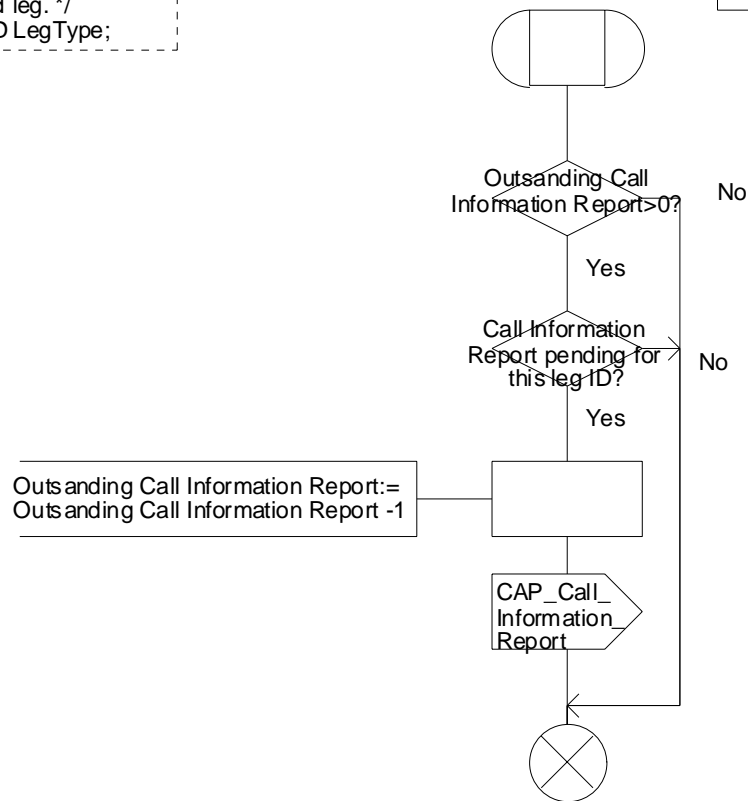 d leg. */
D LegType;
Outsanding Call
Information Report>0?
No
Yes
Call Information
Report pending for
this leg ID?
No
Yes
Outsanding Call Information Report:=
Outsanding Call Information Report -1
CAP_Call_
Information_
Report